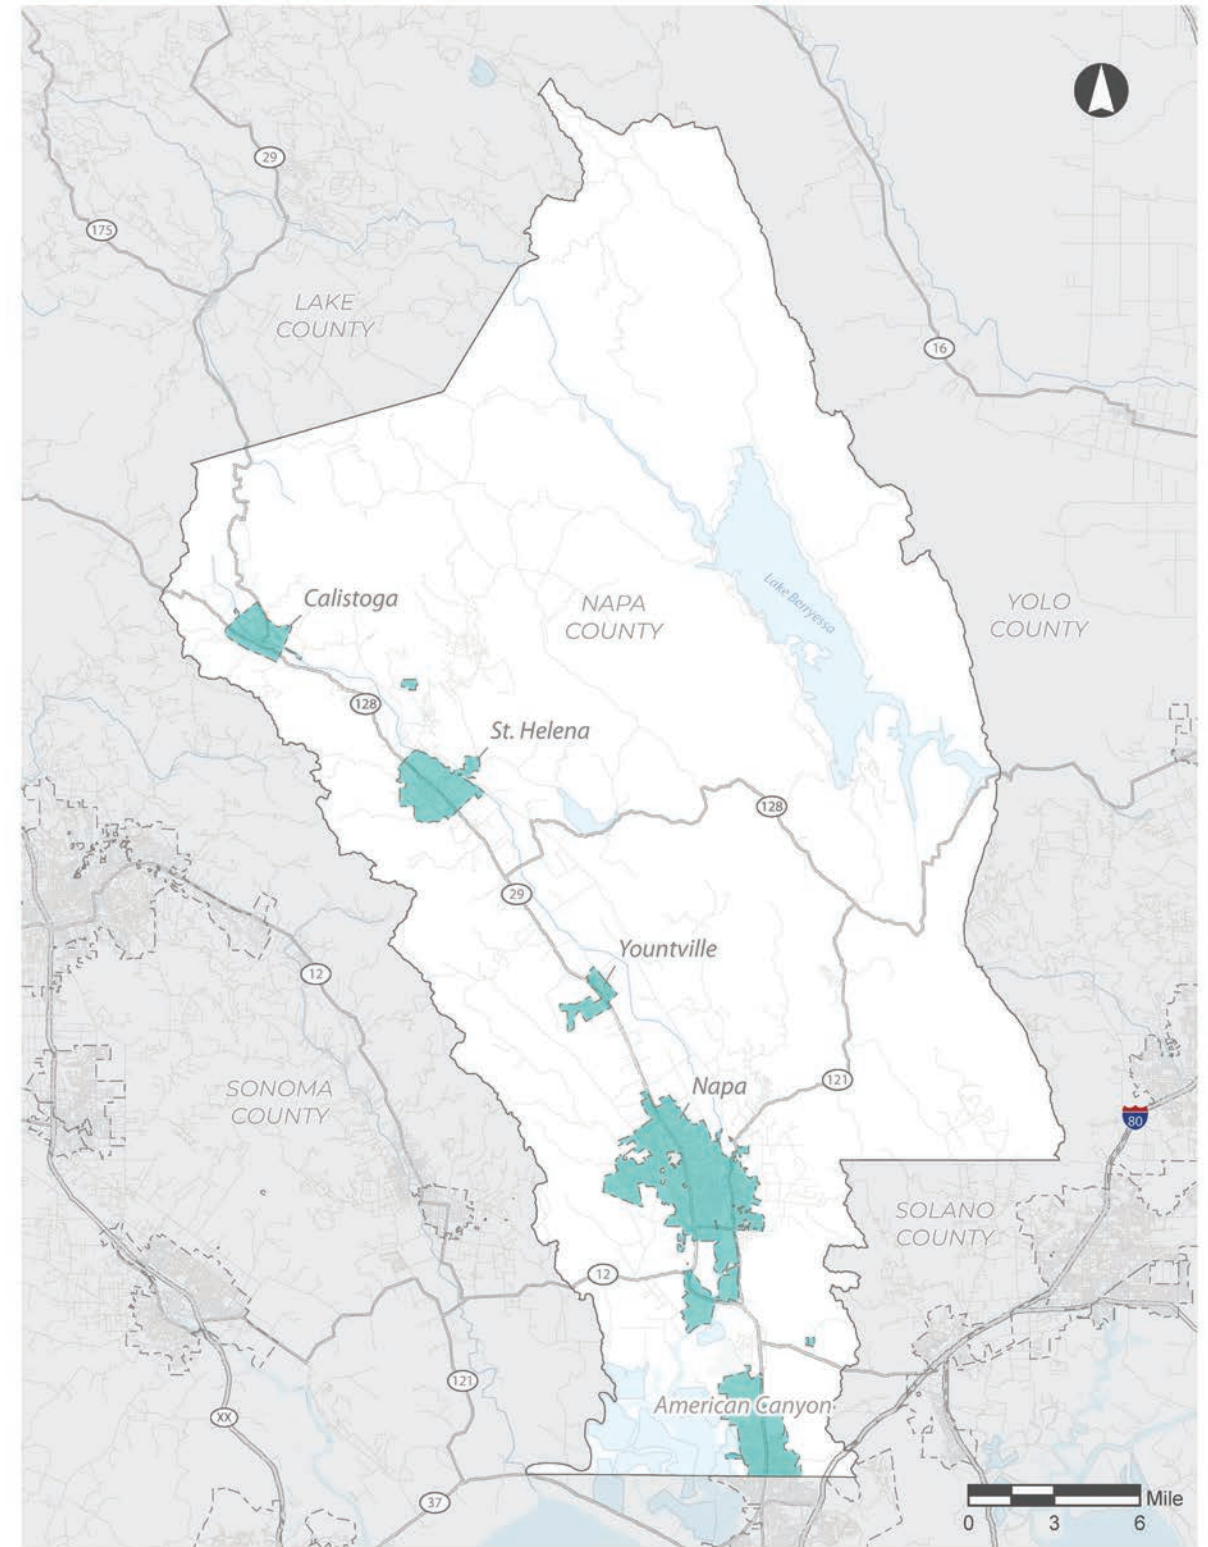 29
175
LAKE
COUNTY
16
Calistoga
NAPA
COUNTY
Lake Berryessa
YOLO
COUNTY
128
St. Helena
128
29
Yountville
12
SONOMA
COUNTY
Napa
121
80
SOLANO
COUNTY
12
121
American Canyon
XX
37
Mile
0 3 6